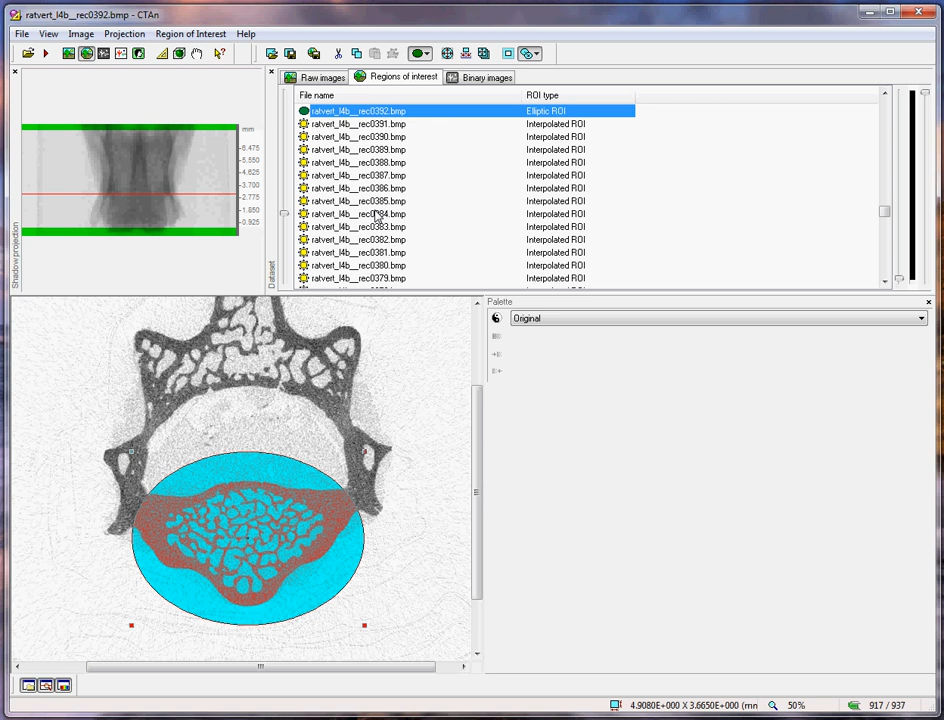 ratvert_l4b__rec0392.bmp - CTAn
File View Image Projection Region of Interest Help
Raw images Regions of interest Binary images
File name ROI type
ratvert_l4b__rec0392.bmp Elliptic ROI
ratvert_l4b__rec0391.bmp Interpolated ROI
ratvert_l4b__rec0390.bmp Interpolated ROI
ratvert_l4b__rec0389.bmp Interpolated ROI
ratvert_l4b__rec0388.bmp Interpolated ROI
ratvert_l4b__rec0387.bmp Interpolated ROI
ratvert_l4b__rec0386.bmp Interpolated ROI
ratvert_l4b__rec0385.bmp Interpolated ROI
ratvert_l4b__rec0384.bmp Interpolated ROI
ratvert_l4b__rec0383.bmp Interpolated ROI
ratvert_l4b__rec0382.bmp Interpolated ROI
ratvert_l4b__rec0381.bmp Interpolated ROI
ratvert_l4b__rec0380.bmp Interpolated ROI
ratvert_l4b__rec0379.bmp Interpolated ROI
mm
6.475
5.550
4.625
3.700
2.775
1.850
0.925
Shadow projection
Dataset
Palette
Original
4.9080E+000 X 3.6650E+000 (mn 50% 917 / 937